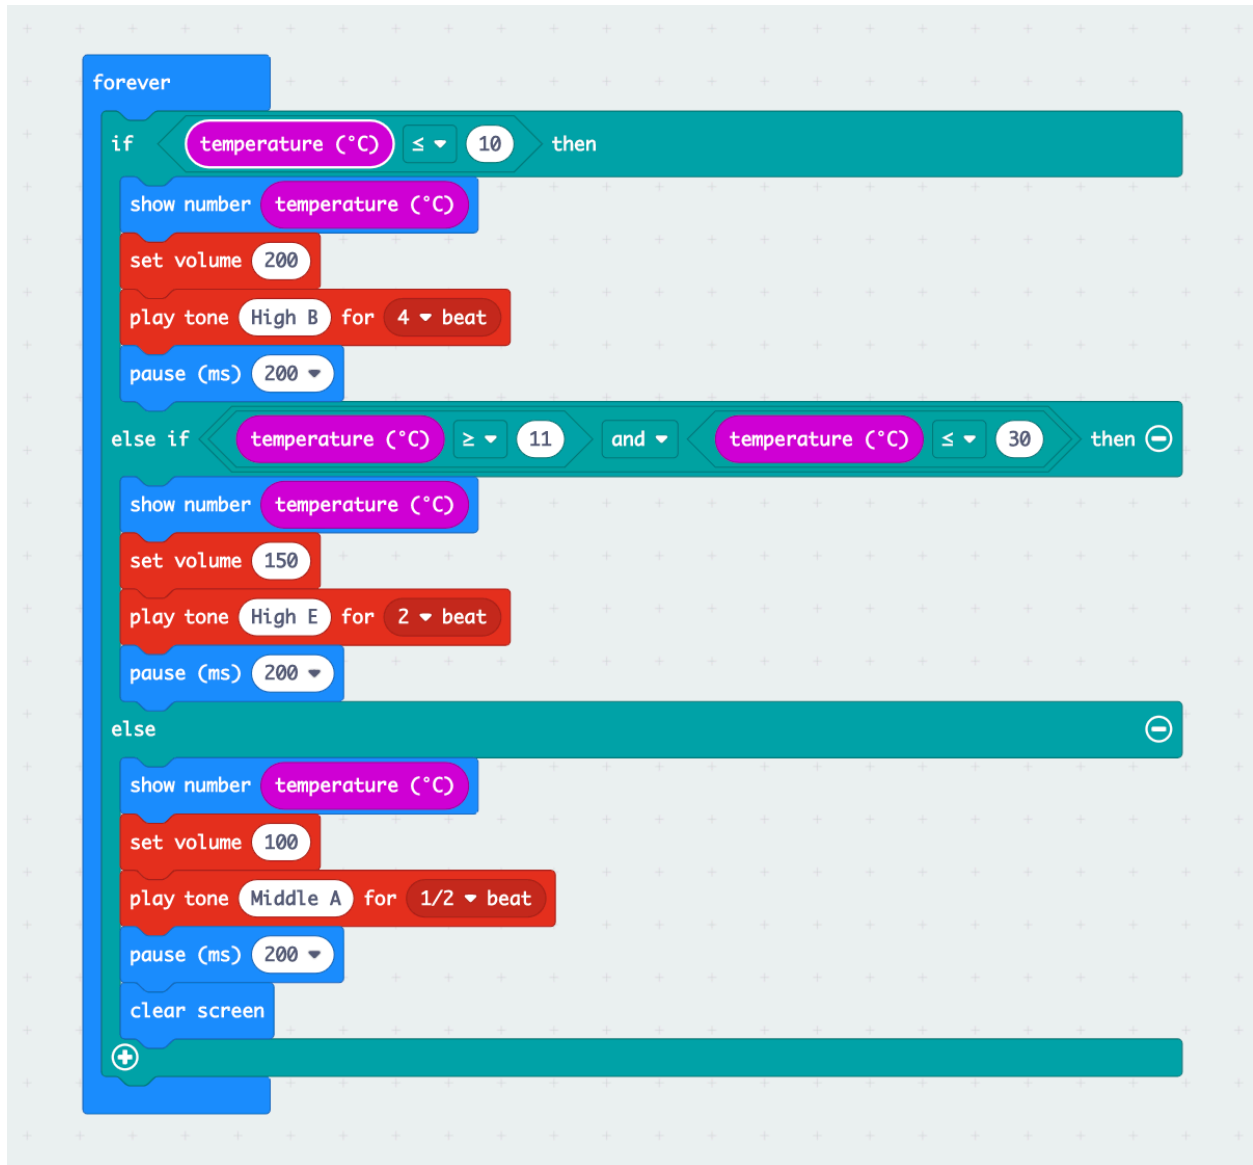 forever
if temperature (°C) ≤ 10 then
show number temperature (°C)
set volume 200
play tone High B for 4 beat
pause (ms) 200
else if temperature (°C) ≥ 11 and temperature (°C) ≤ 30 then
show number temperature (°C)
set volume 150
play tone High E for 2 beat
pause (ms) 200
else
show number temperature (°C)
set volume 100
play tone Middle A for 1/2 beat
pause (ms) 200
clear screen